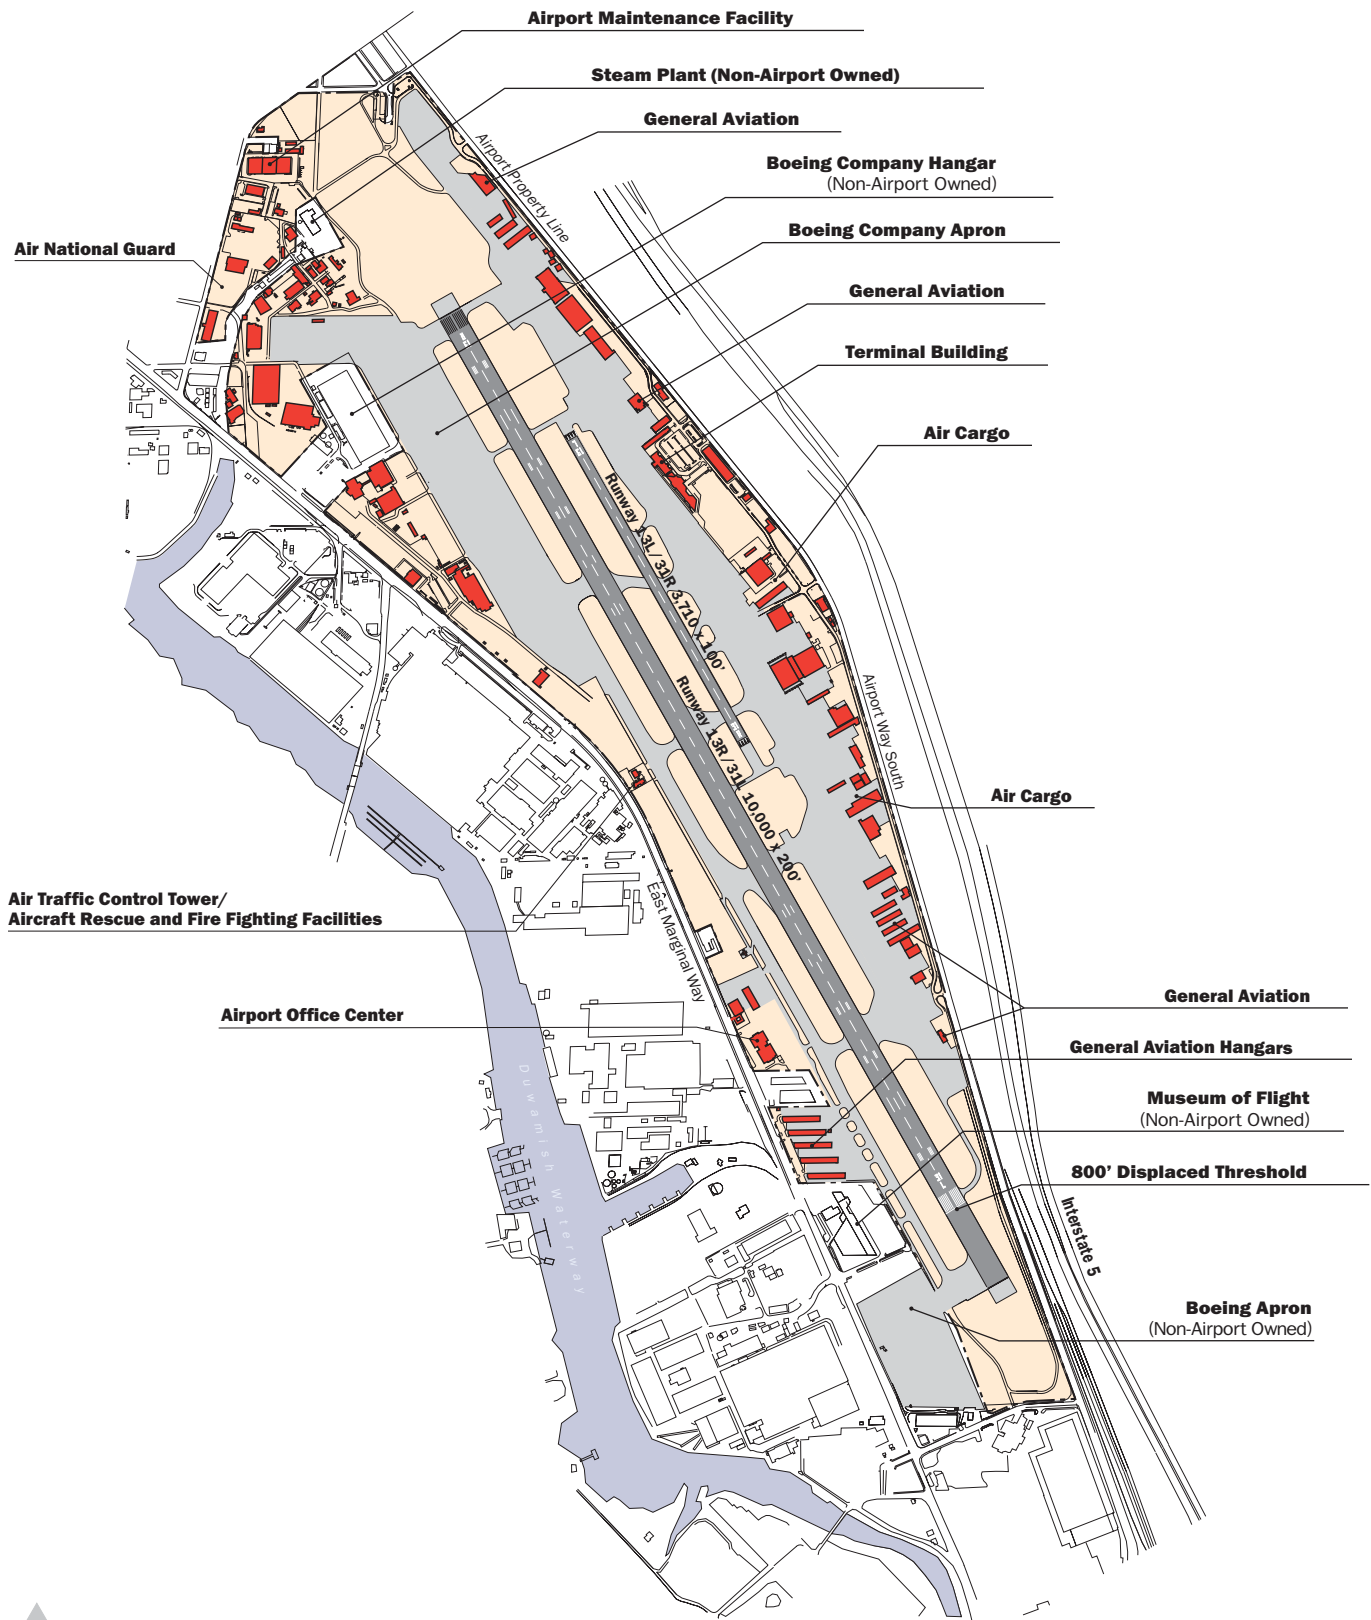 Airport Maintenance Facility
Steam Plant (Non-Airport Owned)
General Aviation
Airport Property Line
Boeing Company Hangar
(Non-Airport Owned)
Boeing Company Apron
Air National Guard
General Aviation
Terminal Building
Air Cargo
Runway 13L/31R 3,710 x 100'
Runway 13R/31L 10,000 x 200'
Airport Way South
Air Cargo
Air Traffic Control Tower/
Aircraft Rescue and Fire Fighting Facilities
East Marginal Way
General Aviation
Airport Office Center
General Aviation Hangars
Duwamish Waterway
Museum of Flight
(Non-Airport Owned)
800’ Displaced Threshold
Interstate 5
Boeing Apron
(Non-Airport Owned)